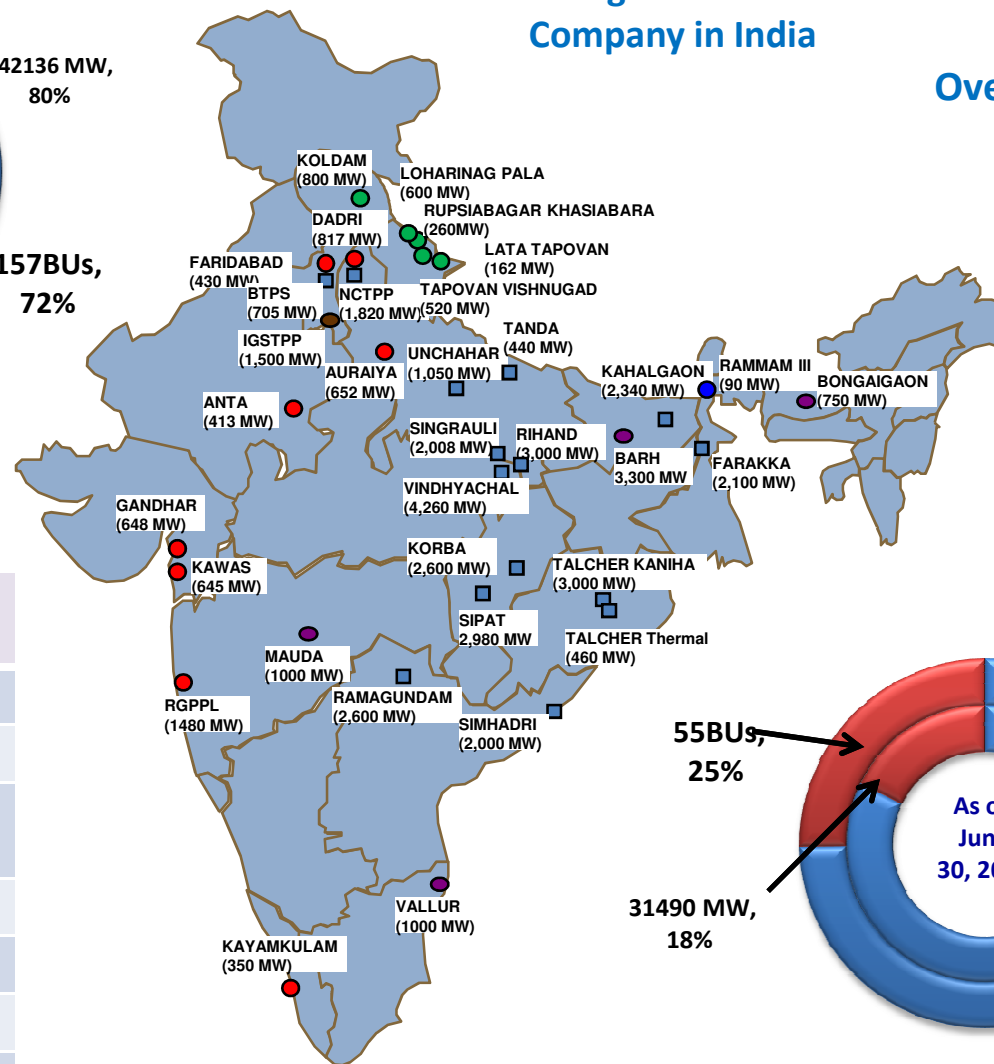 Company in India
42136 MW,
80%
Ove
157BUs,
72%
KOLDAM
(800 MW)
LOHARINAG PALA
(600 MW)
RUPSIABAGAR KHASIABARA
(260MW)
DADRI
(817 MW)
LATA TAPOVAN
(162 MW)
FARIDABAD
(430 MW)
BTPS
(705 MW)
NCTPP
(1,820 MW)
TAPOVAN VISHNUGAD
(520 MW)
IGSTPP
(1,500 MW)
TANDA
(440 MW)
AURAIYA
(652 MW)
UNCHAHAR
(1,050 MW)
KAHALGAON
(2,340 MW)
RAMMAM III
(90 MW)
BONGAIGAON
(750 MW)
ANTA
(413 MW)
SINGRAULI
(2,008 MW)
RIHAND
(3,000 MW)
BARH
3,300 MW
FARAKKA
(2,100 MW)
VINDHYACHAL
(4,260 MW)
GANDHAR
(648 MW)
KAWAS
(645 MW)
KORBA
(2,600 MW)
TALCHER KANIHA
(3,000 MW)
SIPAT
2,980 MW
TALCHER Thermal
(460 MW)
MAUDA
(1000 MW)
RGPPL
(1480 MW)
RAMAGUNDAM
(2,600 MW)
SIMHADRI
(2,000 MW)
55BUs,
25%
As o
Jun
30, 20
31490 MW,
18%
VALLUR
(1000 MW)
KAYAMKULAM
(350 MW)